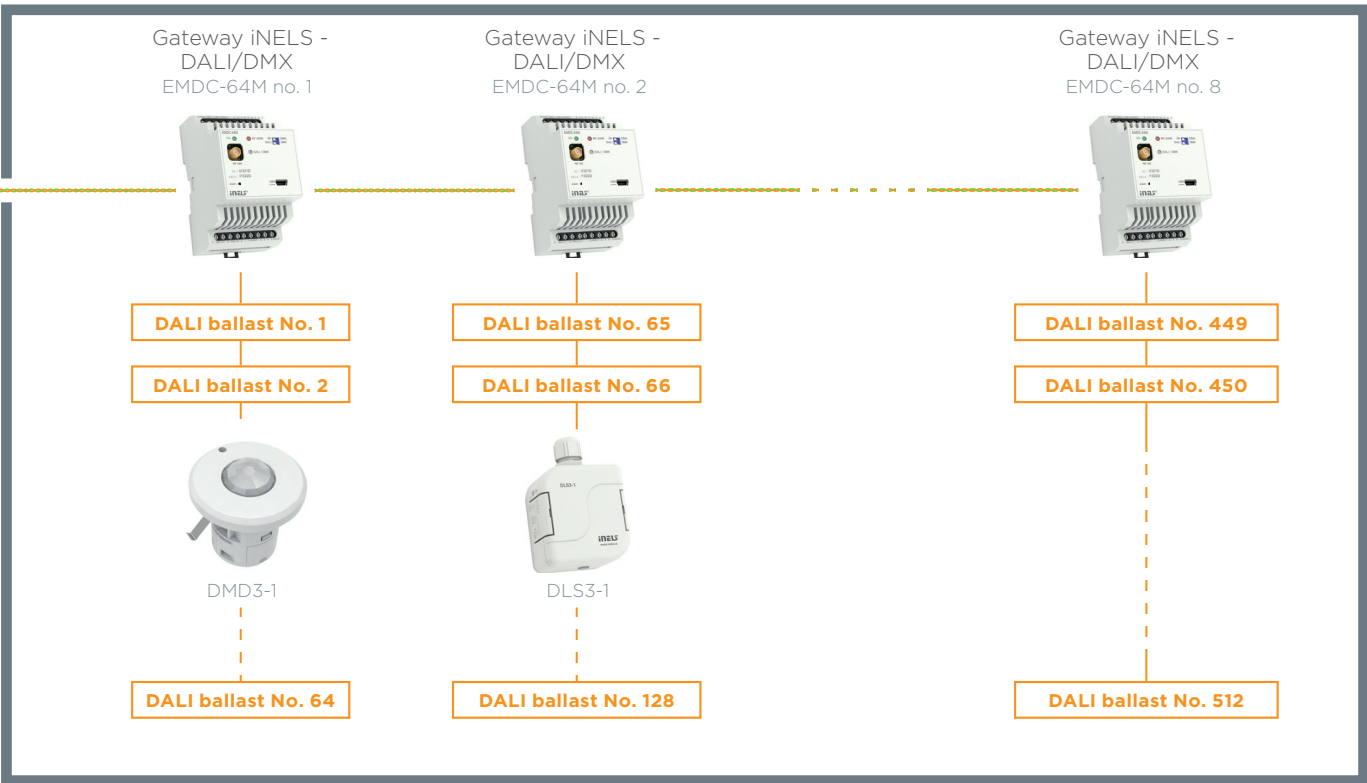 Gateway iNELS -
DALI/DMX
EMDC-64M no. 1
Gateway iNELS -
DALI/DMX
EMDC-64M no. 2
Gateway iNELS -
DALI/DMX
EMDC-64M no. 8
DALI ballast No. 1
DALI ballast No. 65
DALI ballast No. 449
DALI ballast No. 2
DALI ballast No. 66
DALI ballast No. 450
DLS3-1
iNELS
DMD3-1
DLS3-1
DALI ballast no. 64
DALI ballast No. 128
DALI ballast No. 512